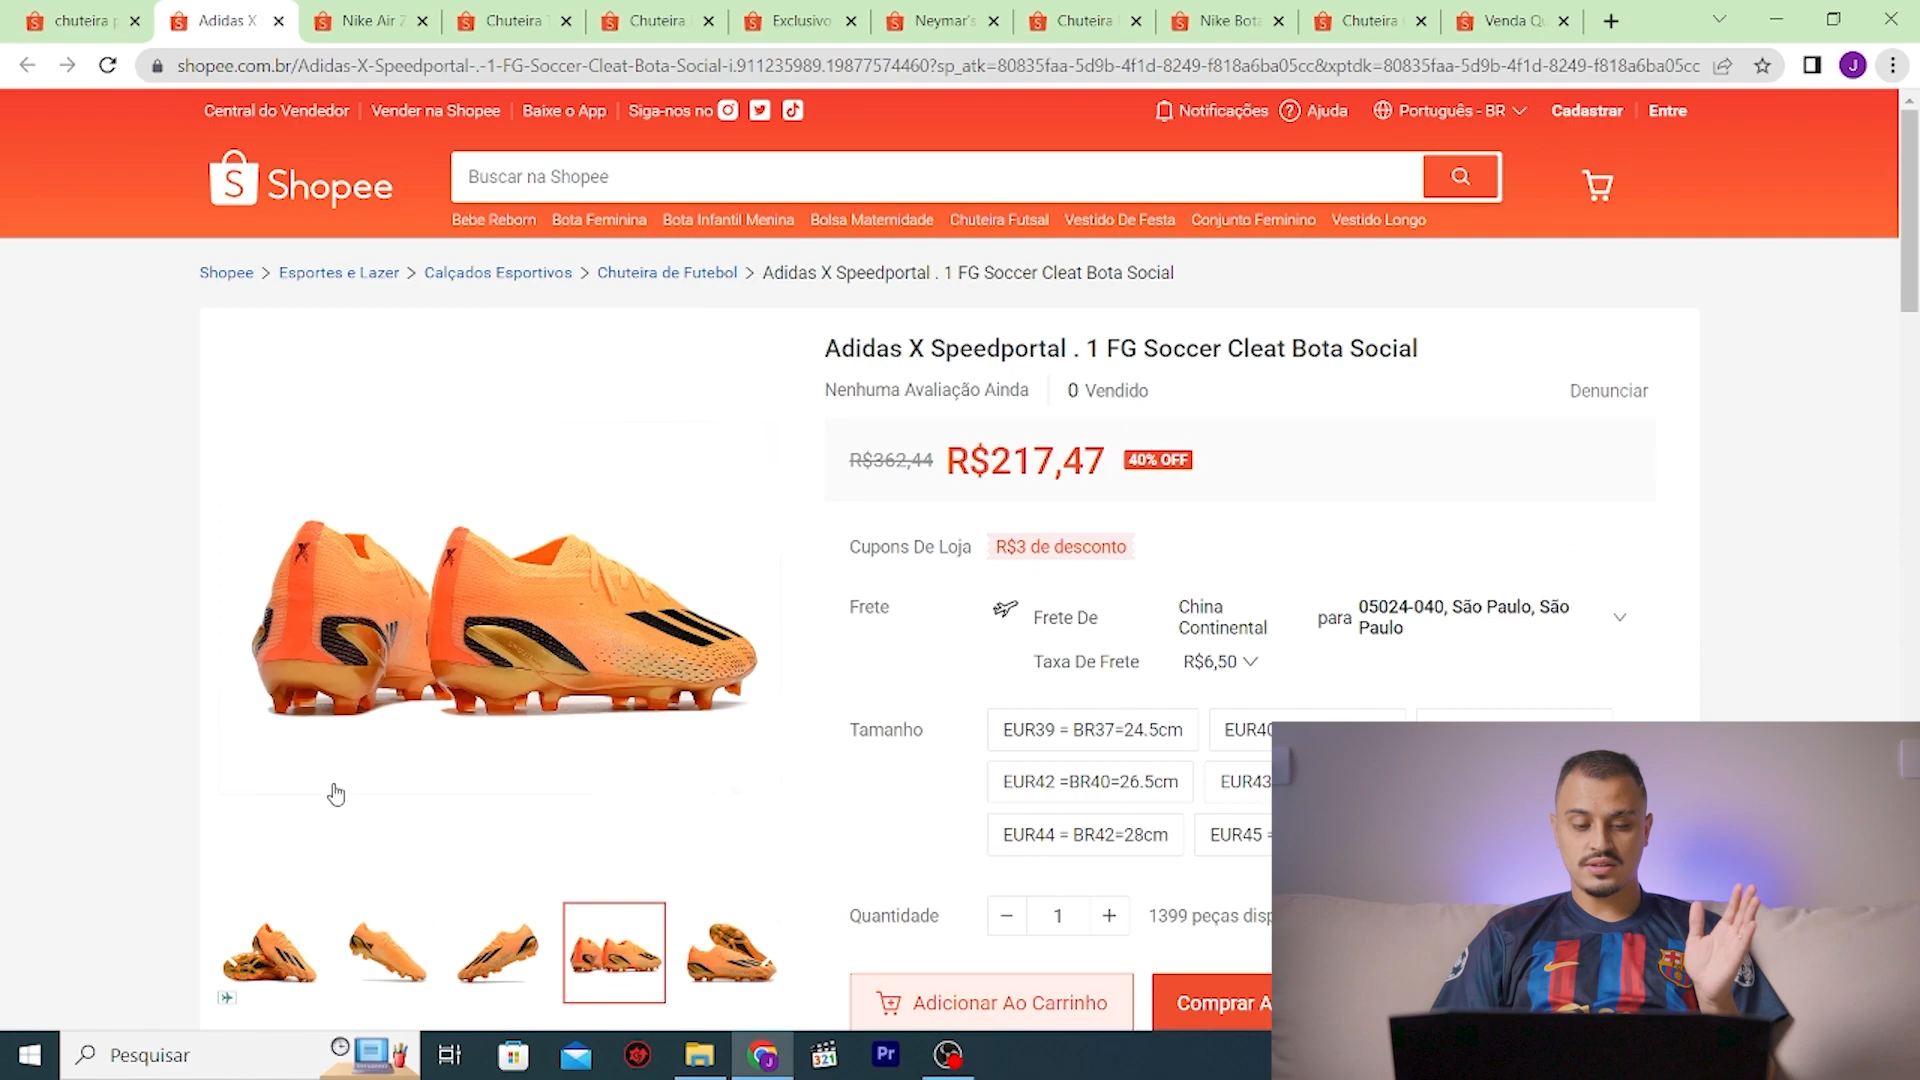 chuteira p
Adidas X
Nike Air Z
Chuteira T
Chuteira
Exclusivo
Neymar's
Chuteira
Nike Bota
Chuteira
Venda Qu
shopee.com.br/Adidas-X-Speedportal-.-1-FG-Soccer-Cleat-Bota-Social-i.911235989.19877574460?sp_atk=80835faa-5d9b-4f1d-8249-f818a6ba05cc&xptdk=80835faa-5d9b-4f1d-8249-f818a6ba05cc
J
Central do Vendedor
Vender na Shopee
Baixe o App
Siga-nos no
Notificações
Ajuda
Português - BR
Cadastrar
Entre
Shopee
Buscar na Shopee
Bebe Reborn Bota Feminina Bota Infantil Menina Bolsa Maternidade Chuteira Futsal Vestido De Festa Conjunto Feminino Vestido Longo
Shopee > Esportes e Lazer > Calçados Esportivos > Chuteira de Futebol > Adidas X Speedportal . 1 FG Soccer Cleat Bota Social
Adidas X Speedportal . 1 FG Soccer Cleat Bota Social
Nenhuma Avaliação Ainda
0 Vendido
Denunciar
R$362,44 R$217,47 40% OFF
Cupons De Loja
R$3 de desconto
Frete
Frete De
China
Continental
para
05024-040, São Paulo, São
Paulo
Taxa De Frete
R$6,50
Tamanho
EUR39 = BR37=24.5cm
EUR40
EUR42 =BR40=26.5cm
EUR43
EUR44 = BR42=28cm
EUR45 =
Quantidade
1
1399 peças disp
Adicionar Ao Carrinho
Comprar A
Pesquisar
321
Pr